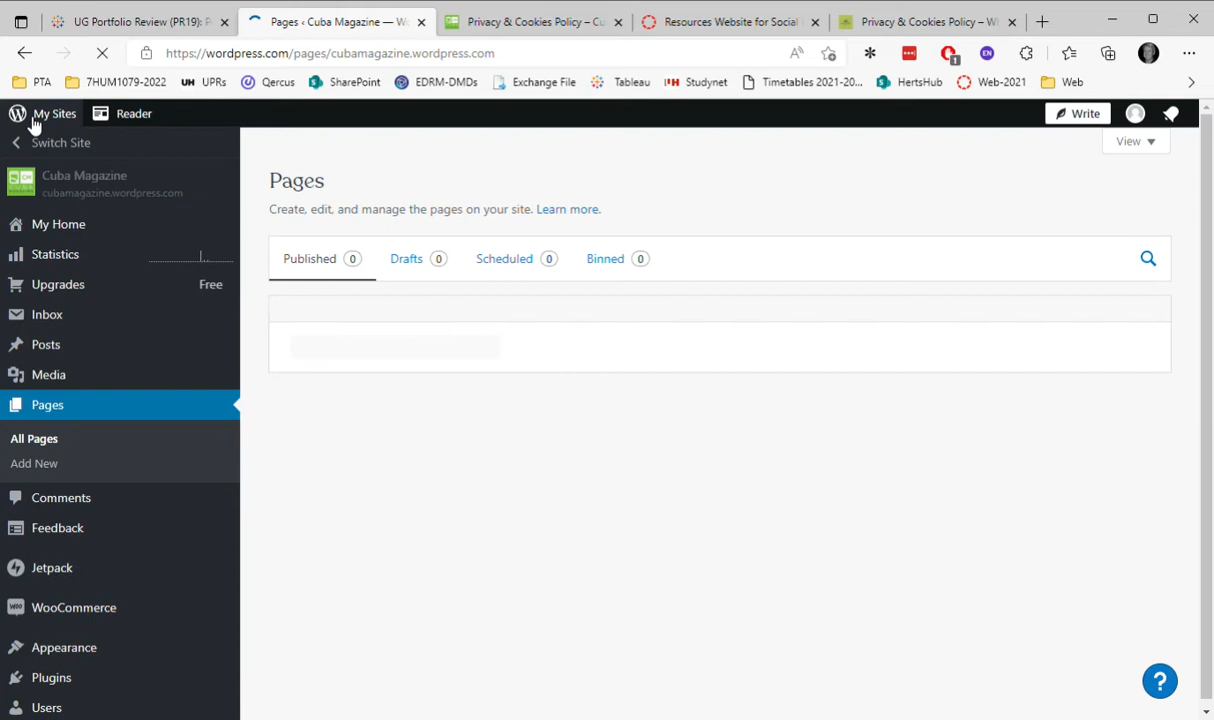 UG Portfolio Review (PR19): P
Pages ‹ Cuba Magazine — Wo
Privacy & Cookies Policy – Cu
Resources Website for Social
Privacy & Cookies Policy – Wh
https://wordpress.com/pages/cubamagazine.wordpress.com
A
1
EN
PTA
7HUM1079-2022
UH UPRs
Qercus
SharePoint
EDRM-DMDs
Exchange File
Tableau
Studynet
Timetables 2021-20...
HertsHub
Web-2021
Web
My Sites
Reader
Write
Switch Site
View
Cuba Magazine
cubamagazine.wordpress.com
My Home
Statistics
Upgrades Free
Inbox
Posts
Media
Pages
All Pages
Add New
Comments
Feedback
Jetpack
WooCommerce
Appearance
Plugins
Users
Pages
Create, edit, and manage the pages on your site. Learn more.
Published 0 Drafts 0 Scheduled 0 Binned 0
?